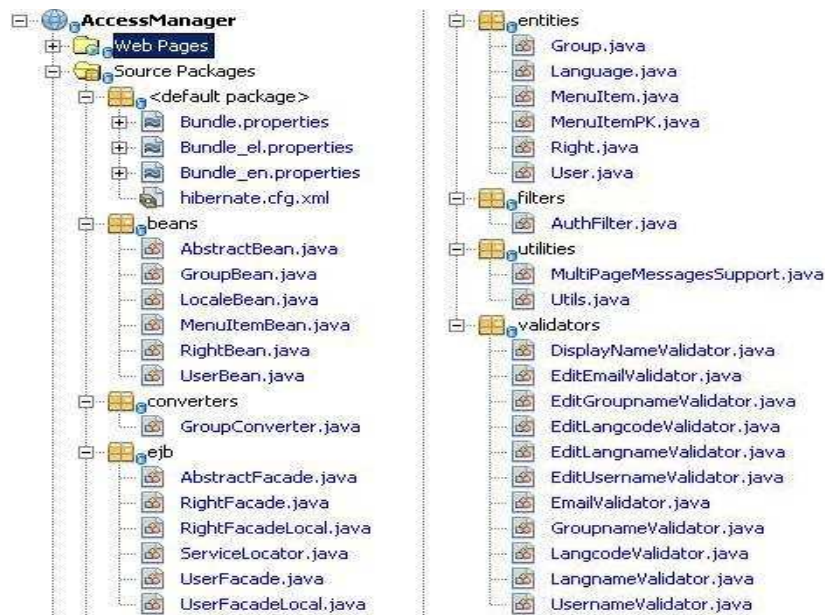 AccessManager
Web Pages
Source Packages
<default package>
Bundle.properties
Bundle_el.properties
Bundle_en.properties
hibernate.cfg.xml
beans
AbstractBean.java
GroupBean.java
LocaleBean.java
MenuItemBean.java
RightBean.java
UserBean.java
converters
GroupConverter.java
ejb
AbstractFacade.java
RightFacade.java
RightFacadeLocal.java
ServiceLocator.java
UserFacade.java
UserFacadeLocal.java
entities
Group.java
Language.java
MenuItem.java
MenuItemPK.java
Right.java
User.java
filters
AuthFilter.java
utilities
MultiPageMessagesSupport.java
Utils.java
validators
DisplayNameValidator.java
EditEmailValidator.java
EditGroupnameValidator.java
EditLangcodeValidator.java
EditLangnameValidator.java
EditUsernameValidator.java
EmailValidator.java
GroupnameValidator.java
LangcodeValidator.java
LangnameValidator.java
UsernameValidator.java